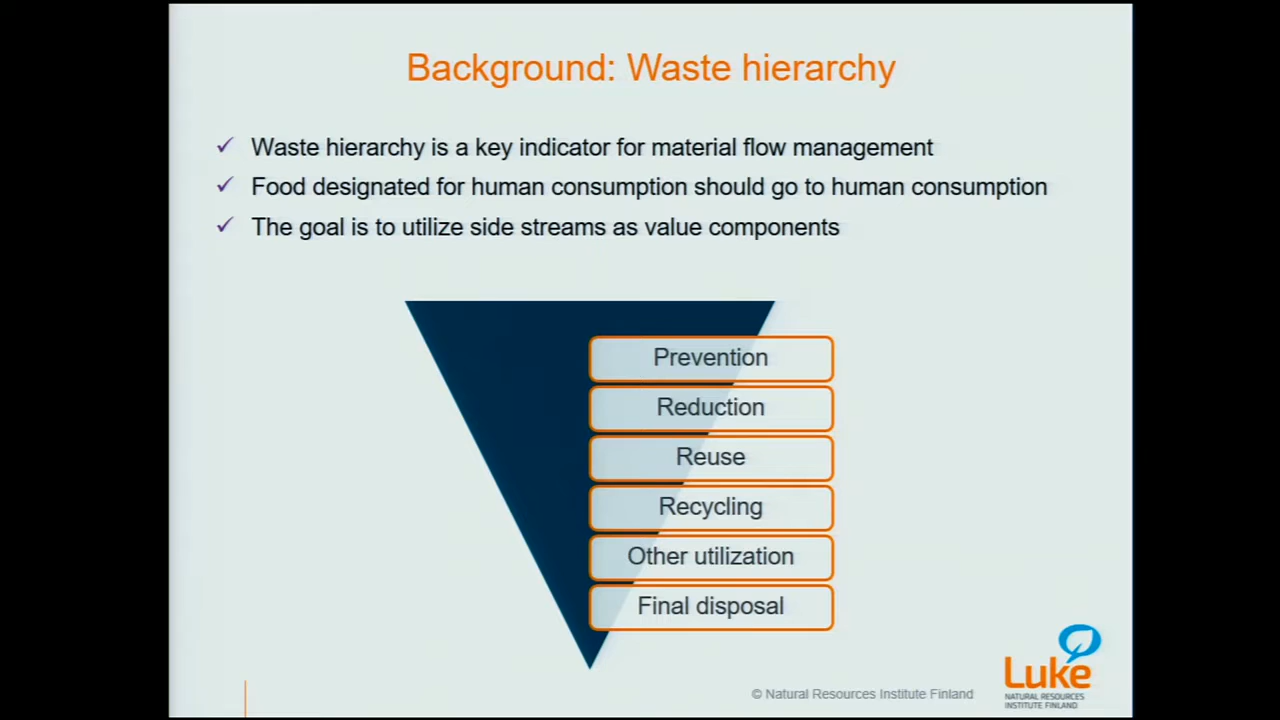 Background: Waste hierarchy
✓ Waste hierarchy is a key indicator for material flow management
✓ Food designated for human consumption should go to human consumption
✓ The goal is to utilize side streams as value components
Prevention
Reduction
Reuse
Recycling
Other utilization
Final disposal
© Natural Resources Institute Finland
Luke
NATURAL RESOURCES
INSTITUTE FINLAND